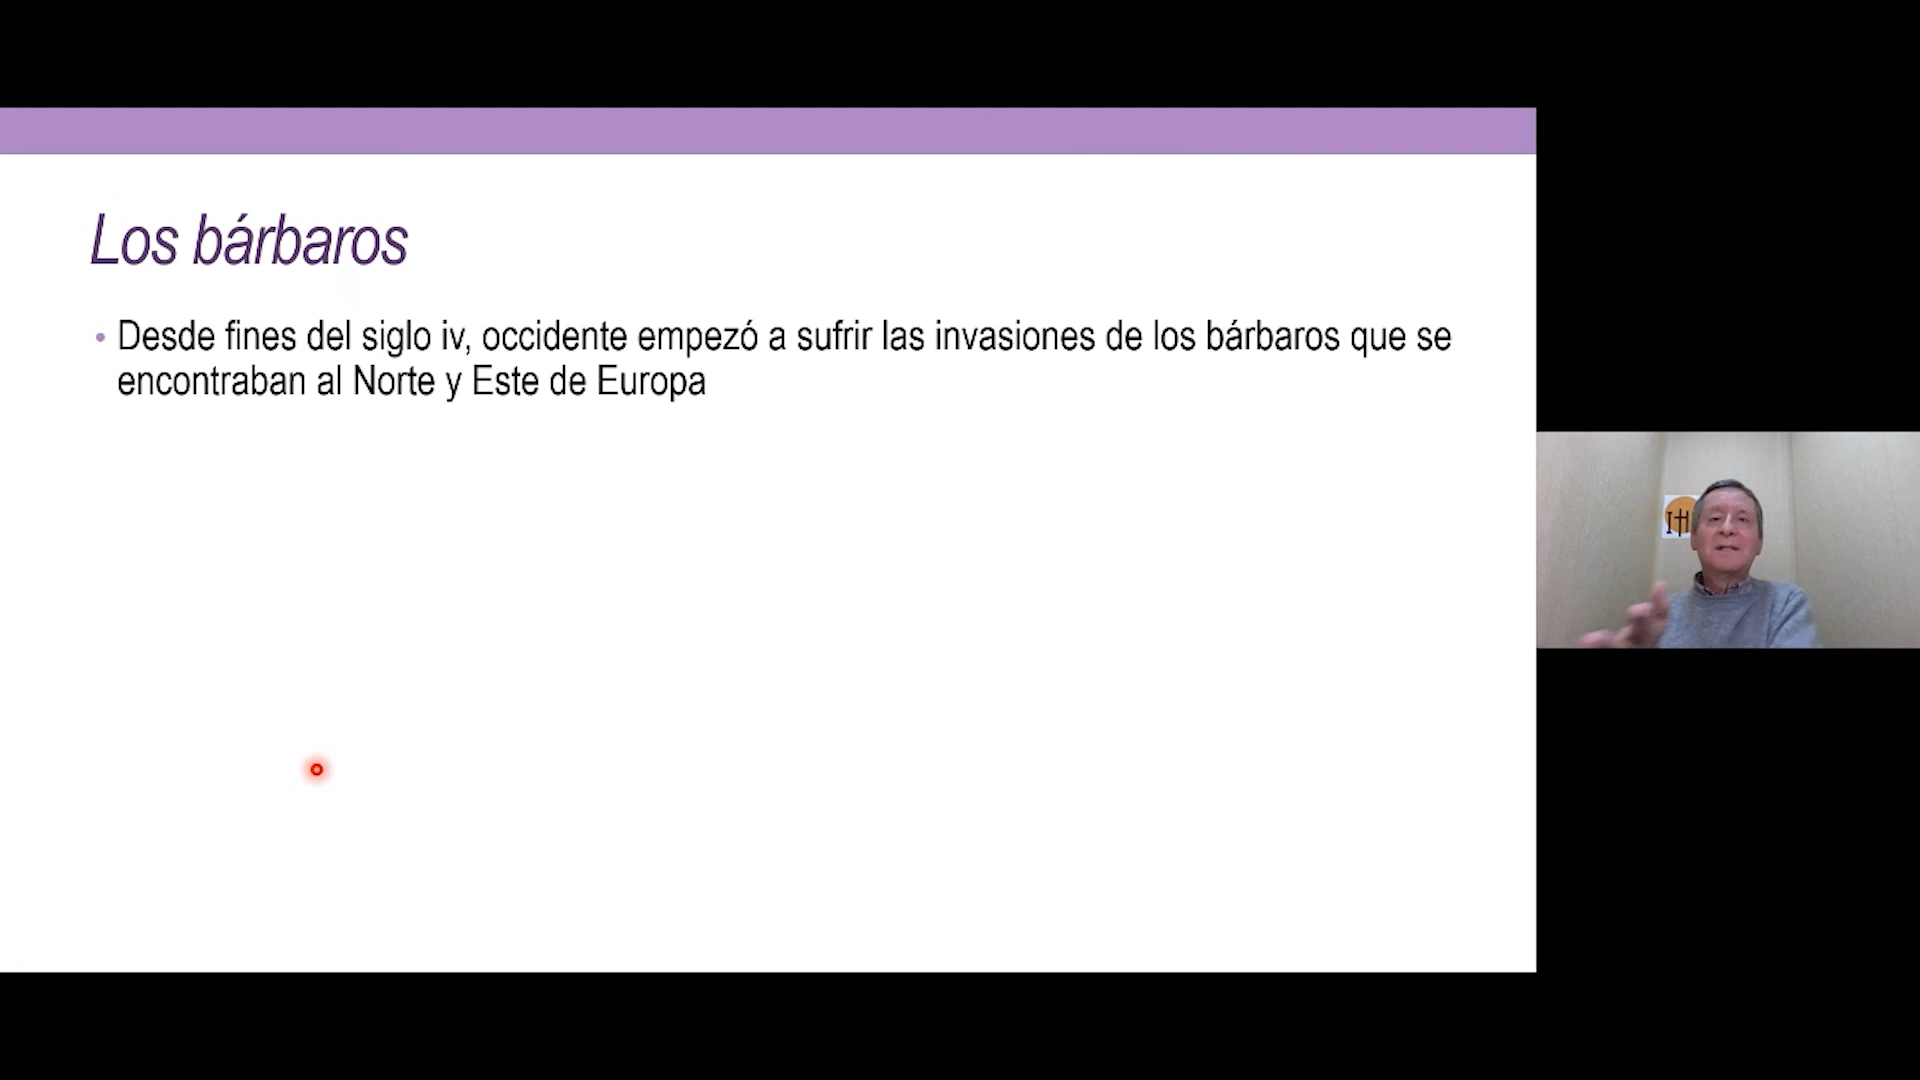 Los bárbaros
• Desde fines del siglo iv, occidente empezó a sufrir las invasiones de los bárbaros que se
encontraban al Norte y Este de Europa